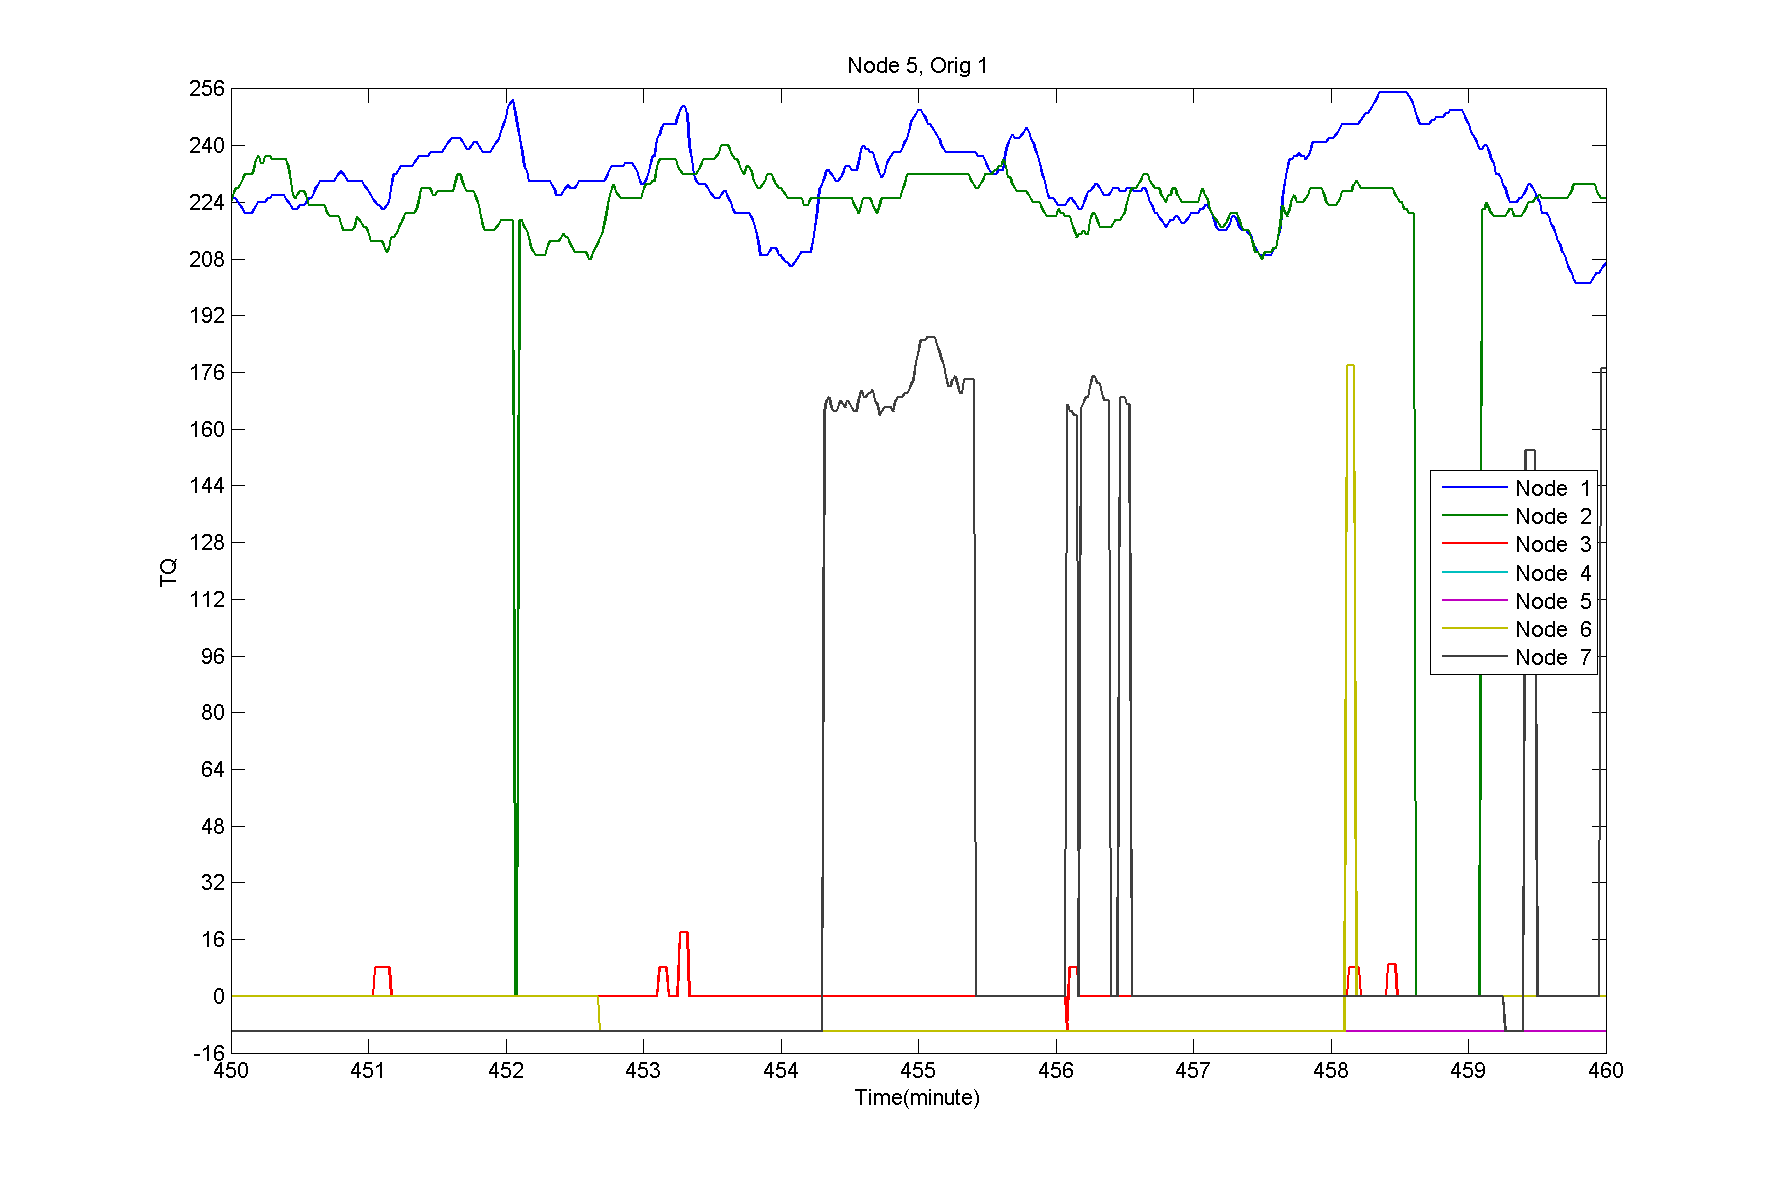 Node 5, Orig 1
256
240
224
208
192
176
160
144
128
112
96
80
64
48
32
16
0
-16
TQ
Node 1
Node 2
Node 3
Node 4
Node 5
Node 6
Node 7
450 451 452 453 454 455 456 457 458 459 460
Time(minute)